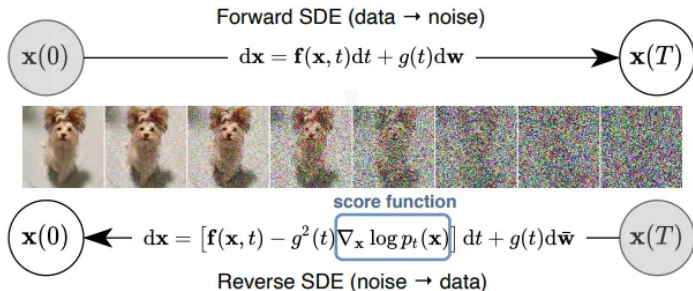 Forward SDE (data → noise)
x(0) dx = f(x, t)dt + g(t)dw x(T)
score function
x(0) dx = [f(x, t) − g²(t)∇ₓ log pₜ(x)] dt + g(t)dw̄ x(T)
Reverse SDE (noise → data)